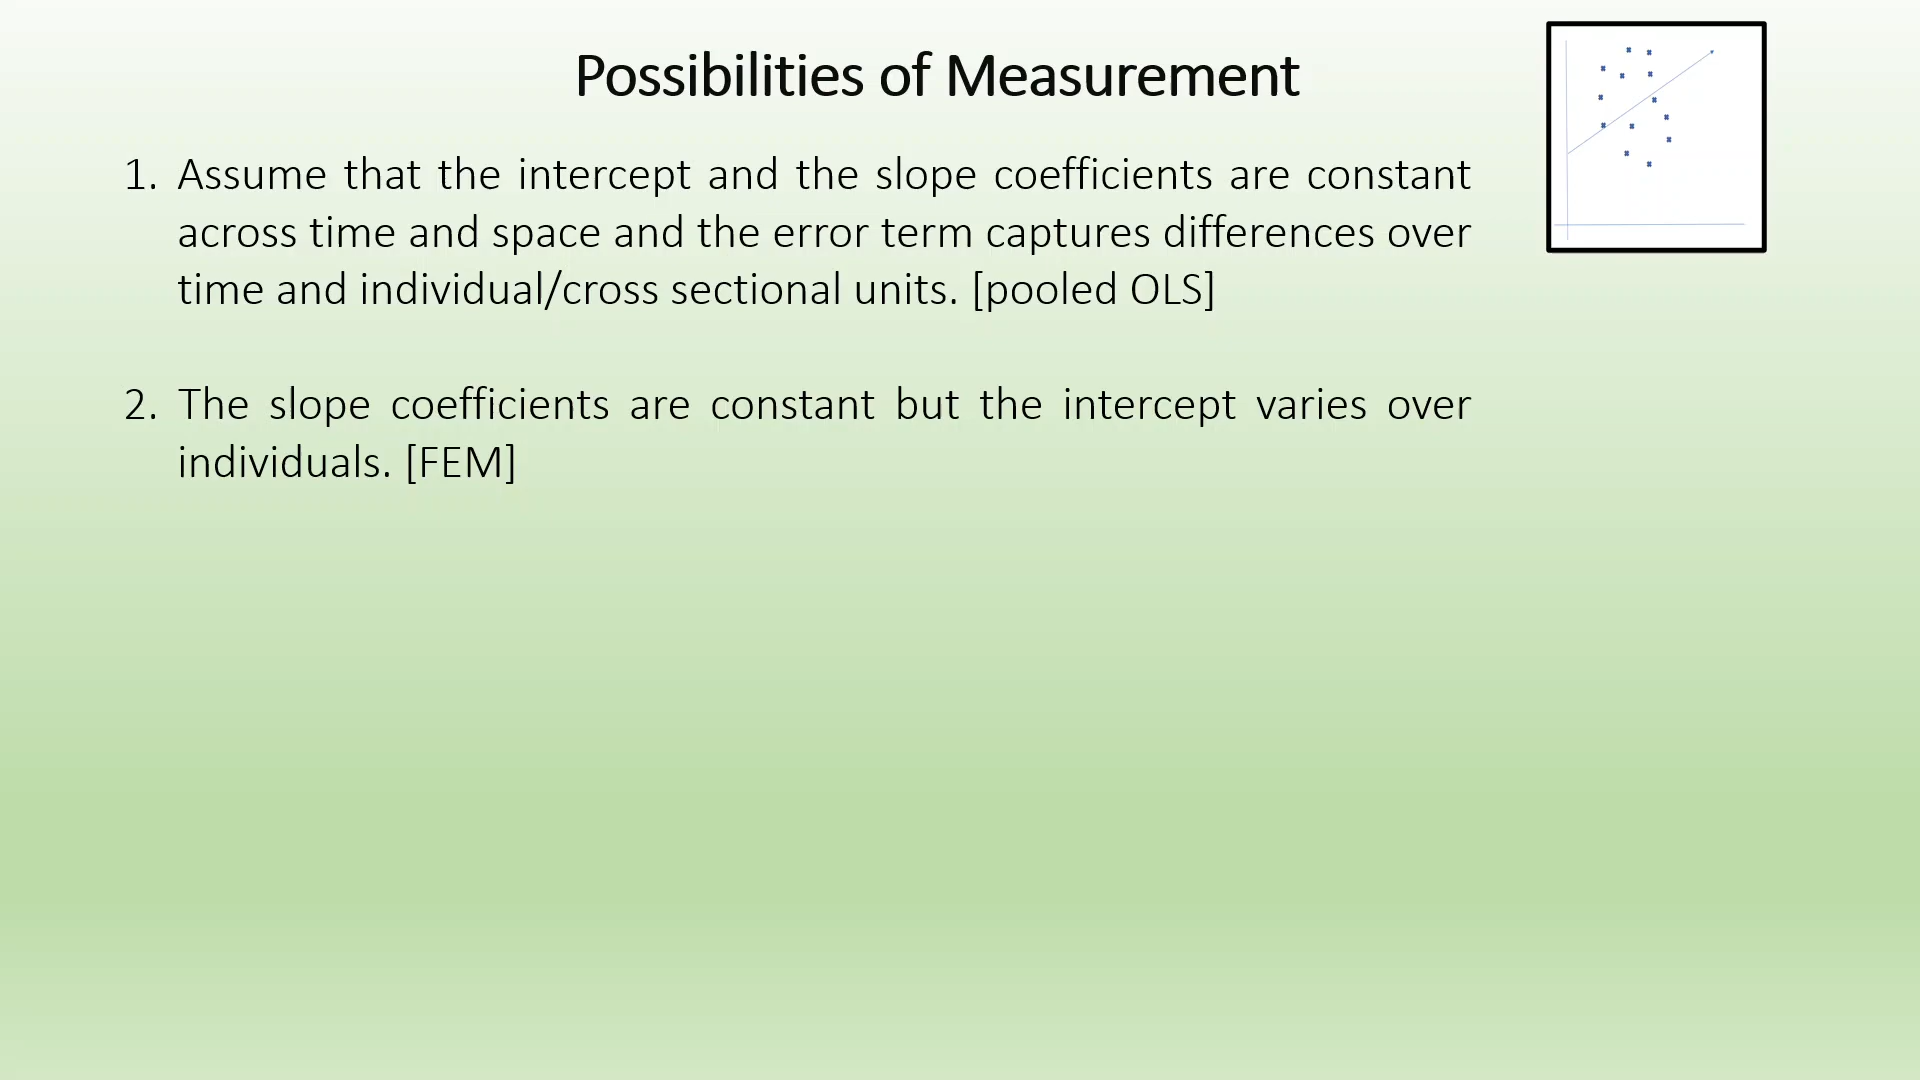 Possibilities of Measurement
1. Assume that the intercept and the slope coefficients are constant
across time and space and the error term captures differences over
time and individual/cross sectional units. [pooled OLS]
2. The slope coefficients are constant but the intercept varies over
individuals. [FEM]